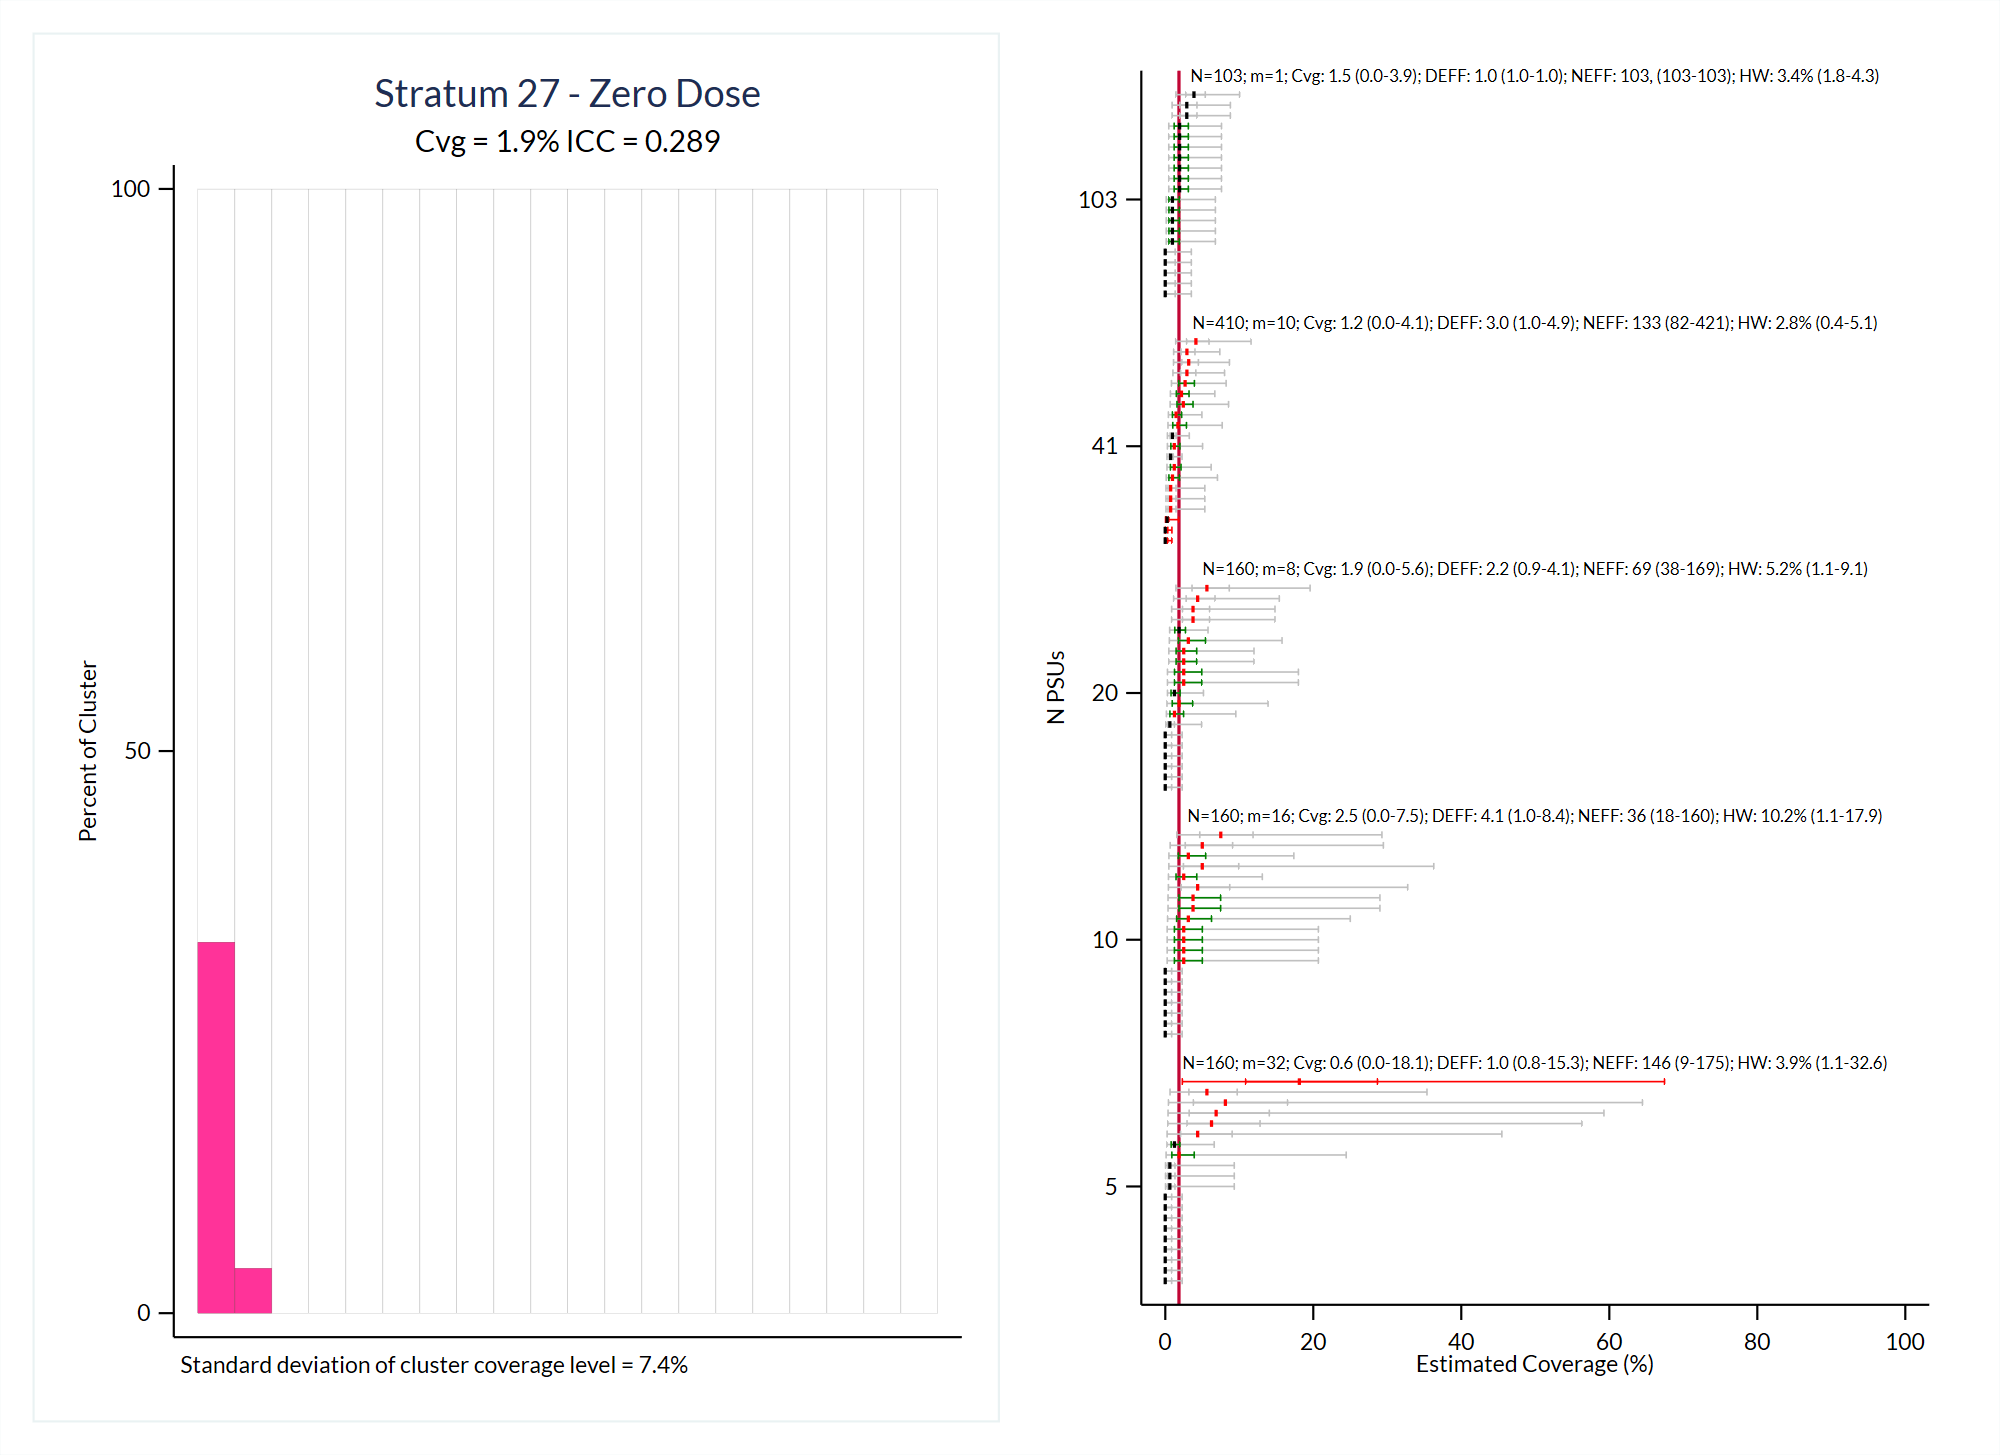 Stratum 27 - Zero Dose
Cvg = 1.9% ICC = 0.289
100
50
0
Percent of Cluster
Standard deviation of cluster coverage level = 7.4%
N=103; m=1; Cvg: 1.5 (0.0-3.9); DEFF: 1.0 (1.0-1.0); NEFF: 103, (103-103); HW: 3.4% (1.8-4.3)
103
N=410; m=10; Cvg: 1.2 (0.0-4.1); DEFF: 3.0 (1.0-4.9); NEFF: 133 (82-421); HW: 2.8% (0.4-5.1)
41
N=160; m=8; Cvg: 1.9 (0.0-5.6); DEFF: 2.2 (0.9-4.1); NEFF: 69 (38-169); HW: 5.2% (1.1-9.1)
N PSUs
20
N=160; m=16; Cvg: 2.5 (0.0-7.5); DEFF: 4.1 (1.0-8.4); NEFF: 36 (18-160); HW: 10.2% (1.1-17.9)
10
N=160; m=32; Cvg: 0.6 (0.0-18.1); DEFF: 1.0 (0.8-15.3); NEFF: 146 (9-175); HW: 3.9% (1.1-32.6)
5
0 20 40 60 80 100
Estimated Coverage (%)